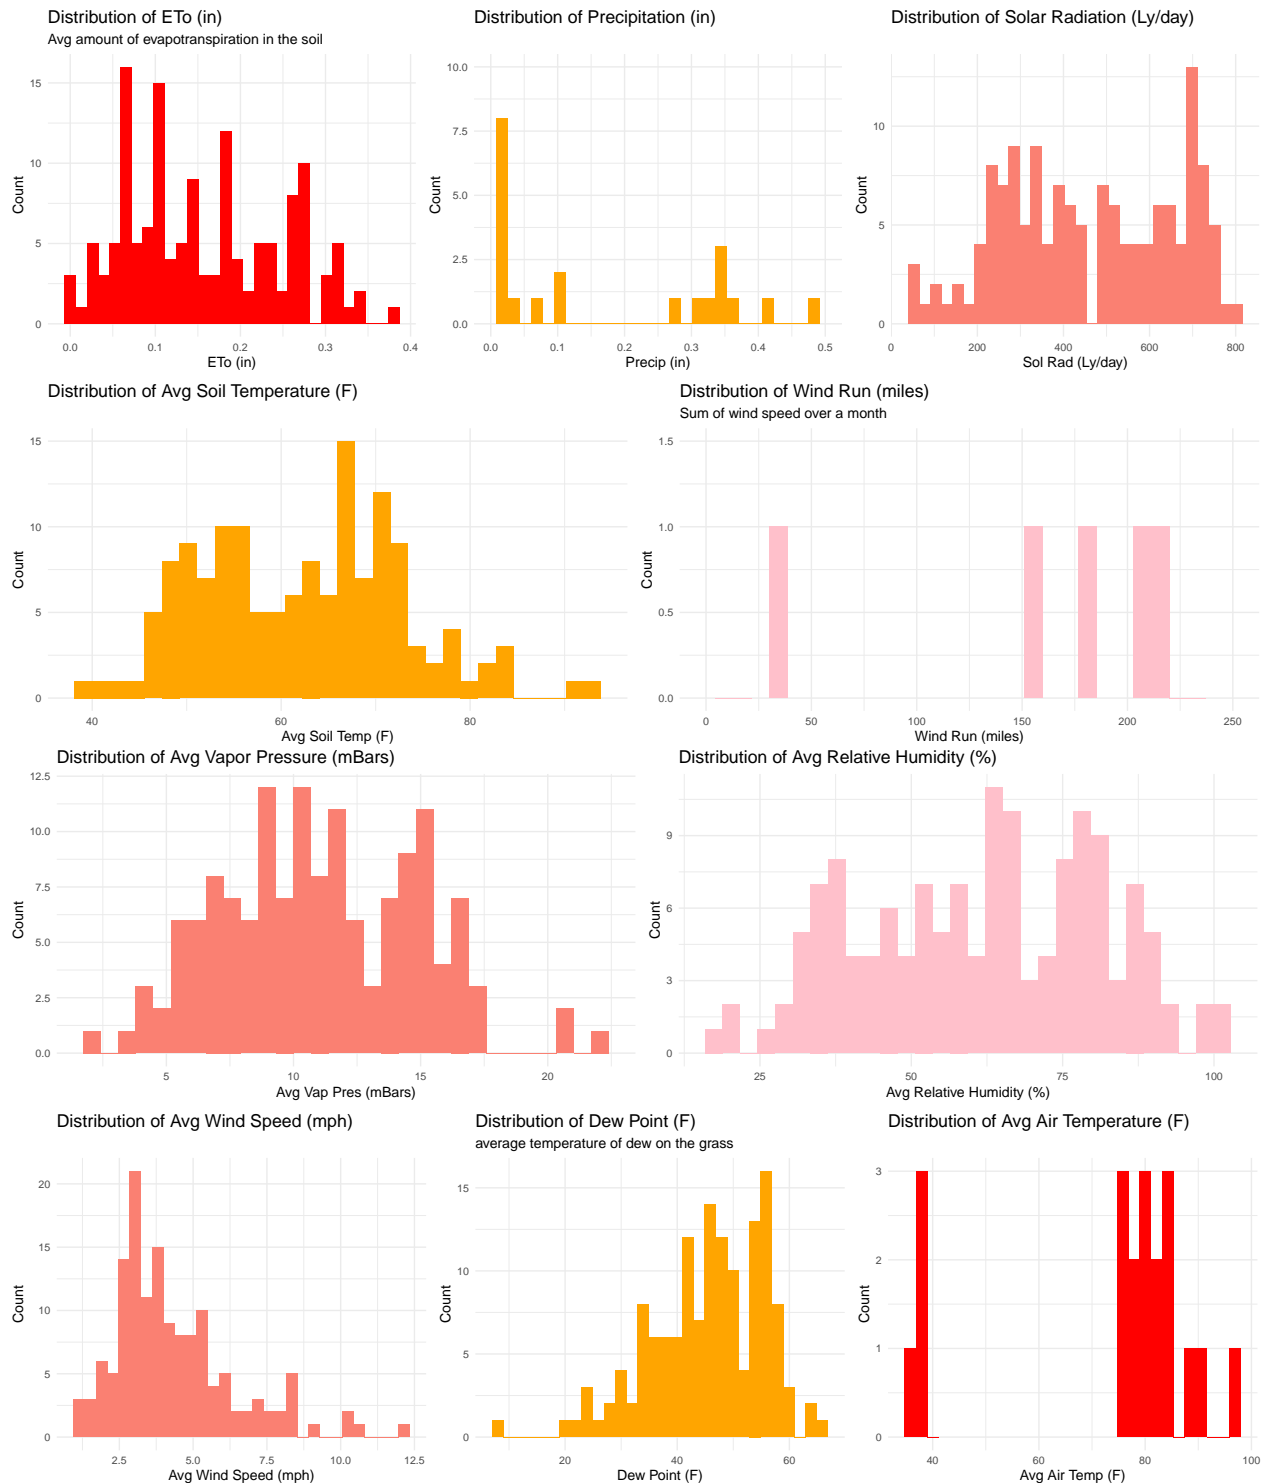 Distribution of ETo (in)
Avg amount of evapotranspiration in the soil
15
10
5
0
Count
0.0 0.1 0.2 0.3 0.4
ETo (in)
Distribution of Precipitation (in)
10.0
7.5
5.0
2.5
0.0
Count
0.0 0.1 0.2 0.3 0.4 0.5
Precip (in)
Distribution of Solar Radiation (Ly/day)
10
5
0
Count
0 200 400 600 800
Sol Rad (Ly/day)
Distribution of Avg Soil Temperature (F)
15
10
5
0
Count
40 60 80
Avg Soil Temp (F)
Distribution of Wind Run (miles)
Sum of wind speed over a month
1.5
1.0
0.5
0.0
Count
0 50 100 150 200 250
Wind Run (miles)
Distribution of Avg Vapor Pressure (mBars)
12.5
10.0
7.5
5.0
2.5
0.0
Count
5 10 15 20
Avg Vap Pres (mBars)
Distribution of Avg Relative Humidity (%)
9
6
3
0
Count
25 50 75 100
Avg Relative Humidity (%)
Distribution of Avg Wind Speed (mph)
20
15
10
5
0
Count
2.5 5.0 7.5 10.0 12.5
Avg Wind Speed (mph)
Distribution of Dew Point (F)
average temperature of dew on the grass
15
10
5
0
Count
20 40 60
Dew Point (F)
Distribution of Avg Air Temperature (F)
3
2
1
0
Count
40 60 80 100
Avg Air Temp (F)